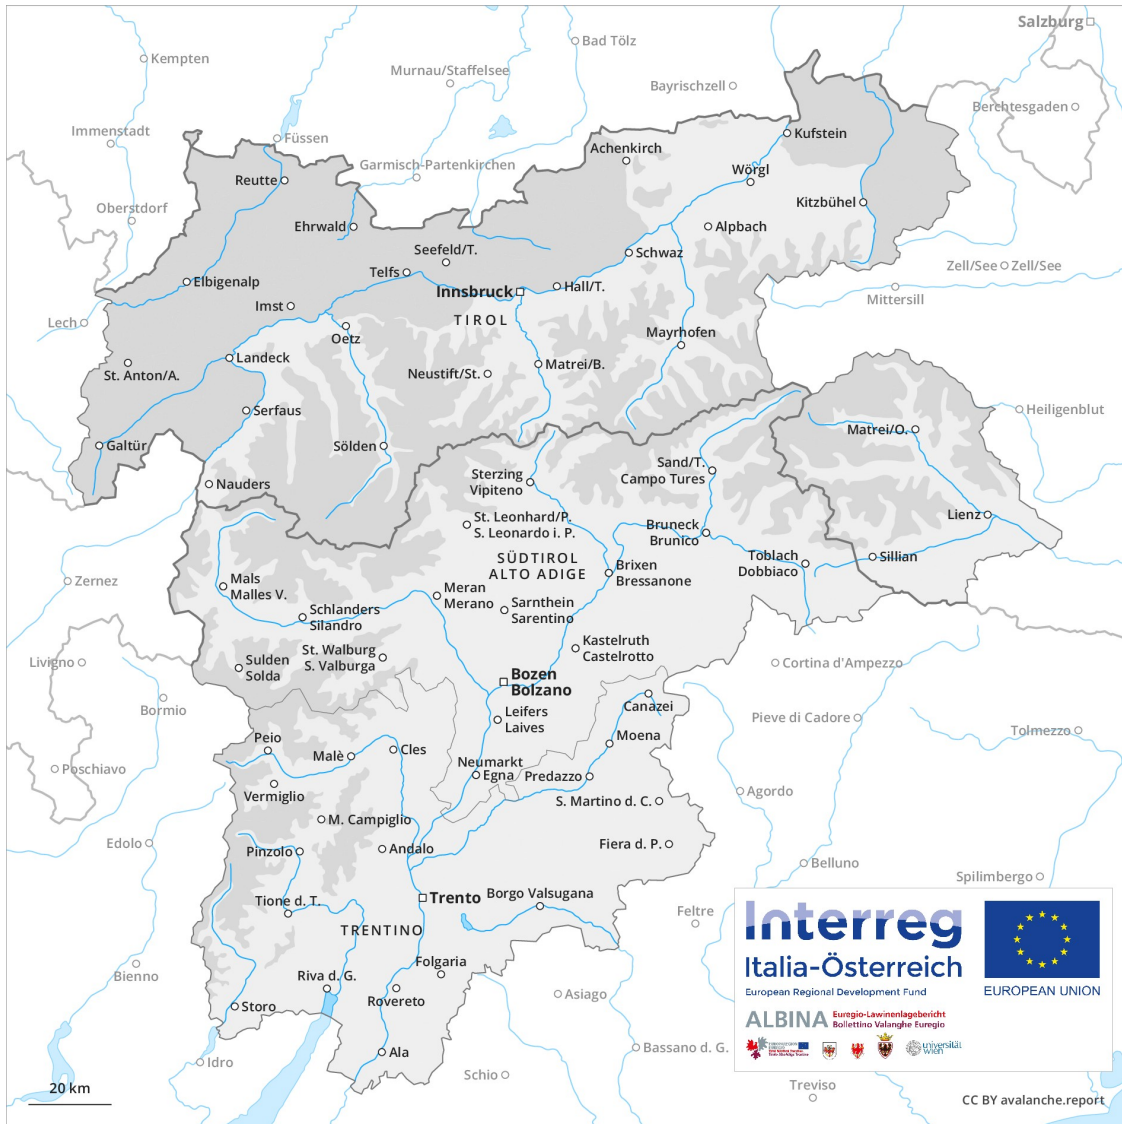 Salzburg
Bad Tölz
Kempten
Murnau/Staffelsee
Bayrischzell
Berchtesgaden
Immenstadt
Füssen
Kufstein
Achenkirch
Garmisch-Partenkirchen
Wörgl
Reutte
Kitzbühel
Oberstdorf
Ehrwald
Alpbach
Seefeld/T.
Schwaz
Zell/See
Zell/See
Telfs
Elbigenalp
Hall/T.
Innsbruck
Mittersill
Imst
TIROL
Lech
Oetz
Mayrhofen
Landeck
Matrei/B.
St. Anton/A.
Neustift/St.
Serfaus
Heiligenblut
Matrei/O.
Galtür
Sölden
Sand/T.
Campo Tures
Sterzing
Vipiteno
Nauders
St. Leonhard/P.
S. Leonardo i. P.
Lienz
Bruneck
Brunico
SÜDTIROL
ALTO ADIGE
Toblach
Dobbiaco
Sillian
Brixen
Bressanone
Zernez
Mals
Malles V.
Meran
Merano
Sarnthein
Sarentino
Schlanders
Silandro
Kastelruth
Castelrotto
St. Walburg
S. Valburga
Livigno
Sulden
Solda
Cortina d'Ampezzo
Bozen
Bolzano
Canazei
Bormio
Leifers
Laives
Pieve di Cadore
Tolmezzo
Moena
Peio
Malè
Cles
Neumarkt
Egna
Predazzo
Poschiavo
Vermiglio
Agordo
S. Martino d. C.
M. Campiglio
Edolo
Pinzolo
Andalo
Fiera d. P.
Belluno
Spilimbergo
Tione d. T.
Trento
Borgo Valsugana
Feltre
TRENTINO
Interreg
Italia-Österreich
European Regional Development Fund
EUROPEAN UNION
ALBINA
Euregio-Lawinenlagebericht
Bollettino Valanghe Euregio
universität
wien
Folgaria
Bienno
Riva d. G.
Rovereto
Asiago
Storo
Ala
Bassano d. G.
Idro
Schio
Treviso
20 km
CC BY avalanche.report